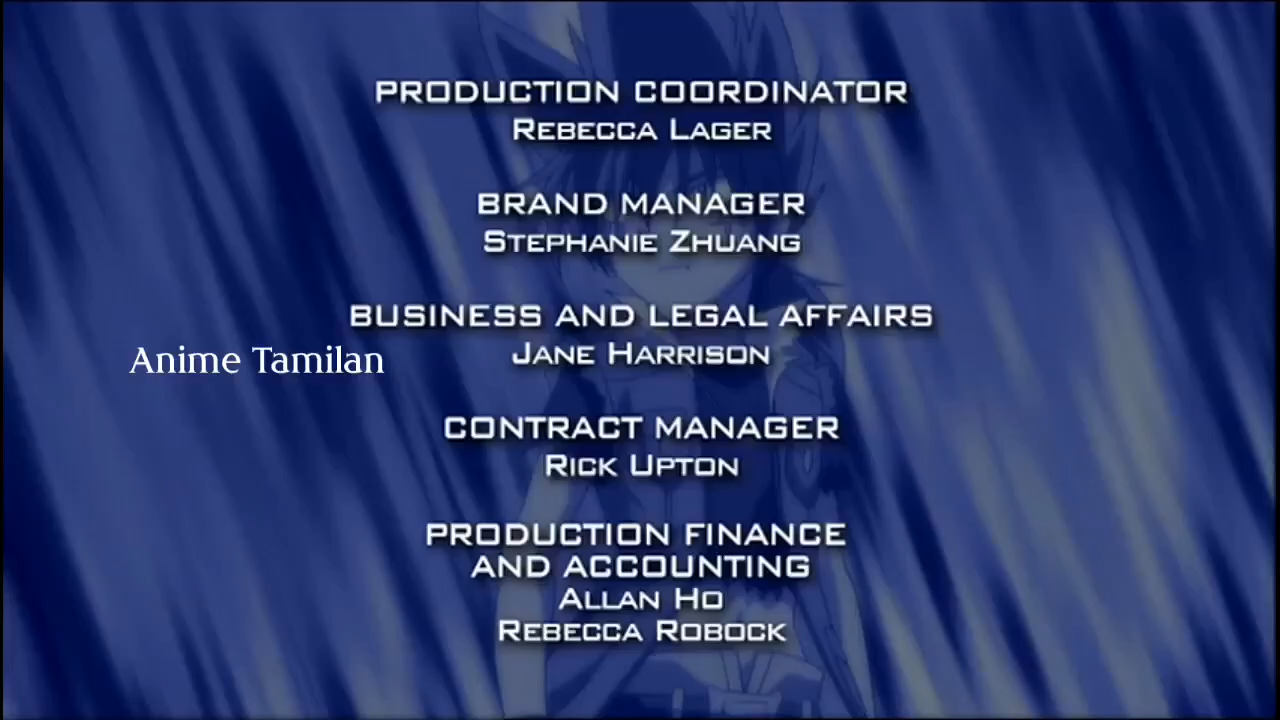 PRODUCTION COORDINATOR
REBECCA LAGER
BRAND MANAGER
STEPHANIE ZHUANG
BUSINESS AND LEGAL AFFAIRS
JANE HARRISON
Anime Tamilan
CONTRACT MANAGER
RICK UPTON
PRODUCTION FINANCE
AND ACCOUNTING
ALLAN HO
REBECCA ROBOCK